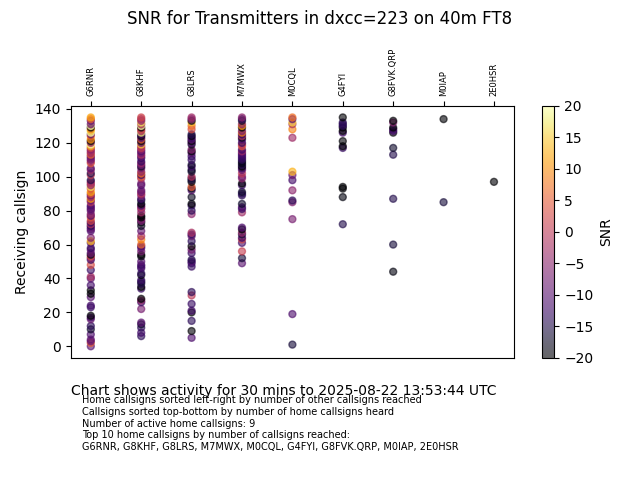 SNR for Transmitters in dxcc=223 on 40m FT8
G6RNR G8KHF G8LRS M7MWX M0CQL G4FYI G8FVK.QRP M0IAP 2E0HSR
140
120
100
80
60
40
20
0
Receiving callsign
20
15
10
5
0
−5
−10
−15
−20
SNR
Chart shows activity for 30 mins to 2025-08-22 13:53:44 UTC
Home callsigns sorted left-right by number of other callsigns reached
Callsigns sorted top-bottom by number of home callsigns heard
Number of active home callsigns: 9
Top 10 home callsigns by number of callsigns reached:
G6RNR, G8KHF, G8LRS, M7MWX, M0CQL, G4FYI, G8FVK.QRP, M0IAP, 2E0HSR